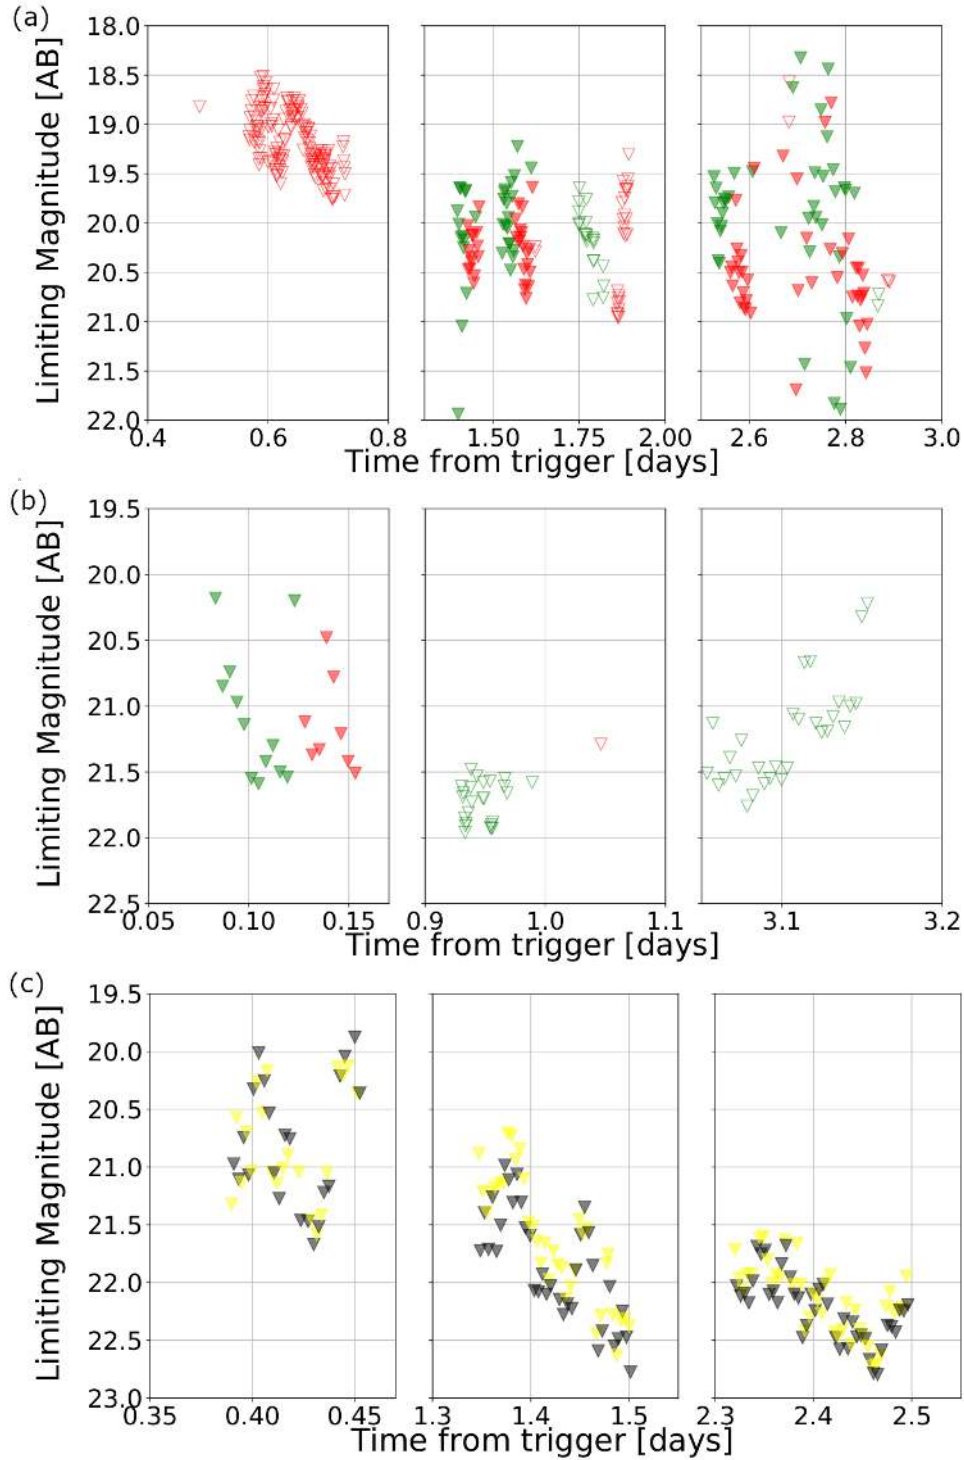 (a)
Limiting Magnitude [AB]
18.0
18.5
19.0
19.5
20.0
20.5
21.0
21.5
22.0
0.4 0.6 0.8 1.50 1.75 2.00 2.6 2.8 3.0
Time from trigger [days]
(b)
Limiting Magnitude [AB]
19.5
20.0
20.5
21.0
21.5
22.0
22.5
0.05 0.10 0.15 0.9 1.0 1.1 3.1 3.2
Time from trigger [days]
(c)
Limiting Magnitude [AB]
19.5
20.0
20.5
21.0
21.5
22.0
22.5
23.0
0.35 0.40 0.45 1.3 1.4 1.5 2.3 2.4 2.5
Time from trigger [days]